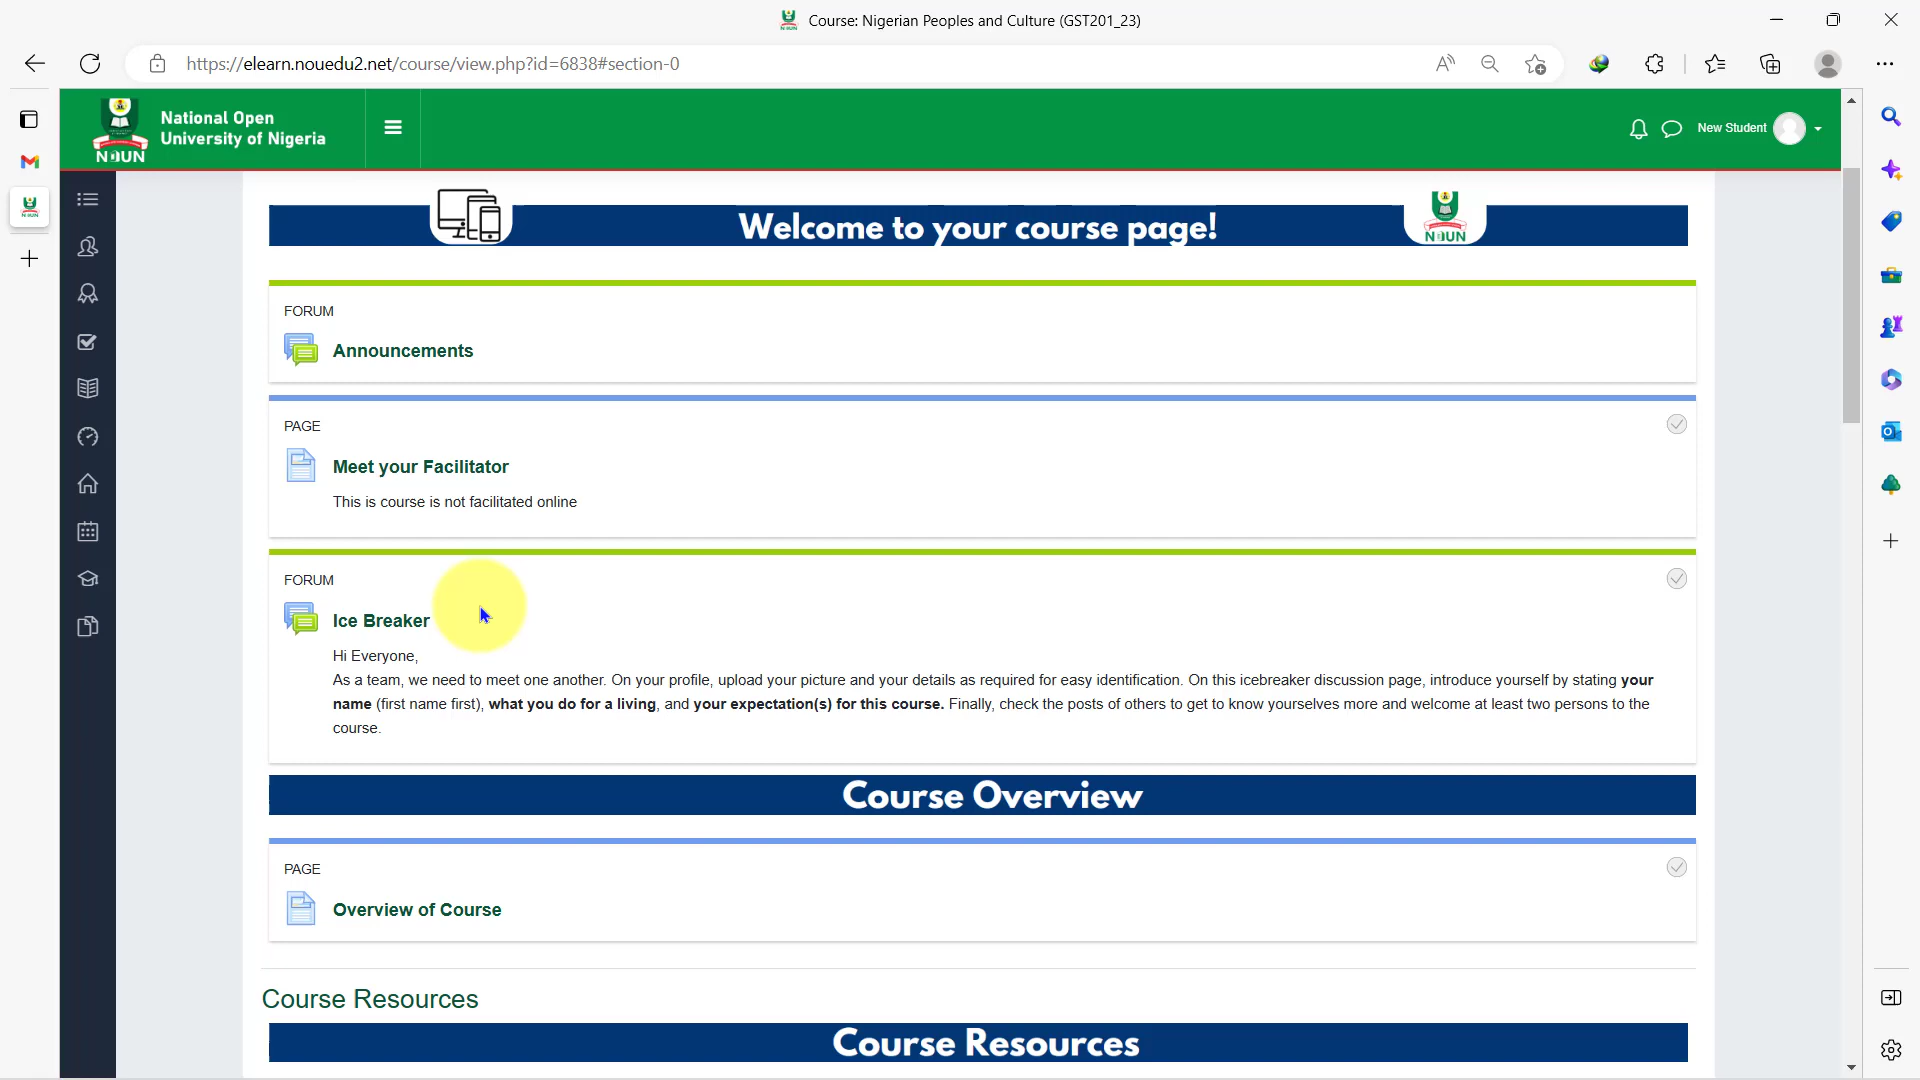 Course: Nigerian Peoples and Culture (GST201_23)
https://elearn.nouedu2.net/course/view.php?id=6838#section-0
National Open
University of Nigeria
NOUN
New Student
Welcome to your course page!
NOUN
FORUM
Announcements
PAGE
Meet your Facilitator
This is course is not facilitated online
FORUM
Ice Breaker
Hi Everyone,
As a team, we need to meet one another. On your profile, upload your picture and your details as required for easy identification. On this icebreaker discussion page, introduce yourself by stating your
name (first name first), what you do for a living, and your expectation(s) for this course. Finally, check the posts of others to get to know yourselves more and welcome at least two persons to the
course.
Course Overview
PAGE
Overview of Course
Course Resources
Course Resources